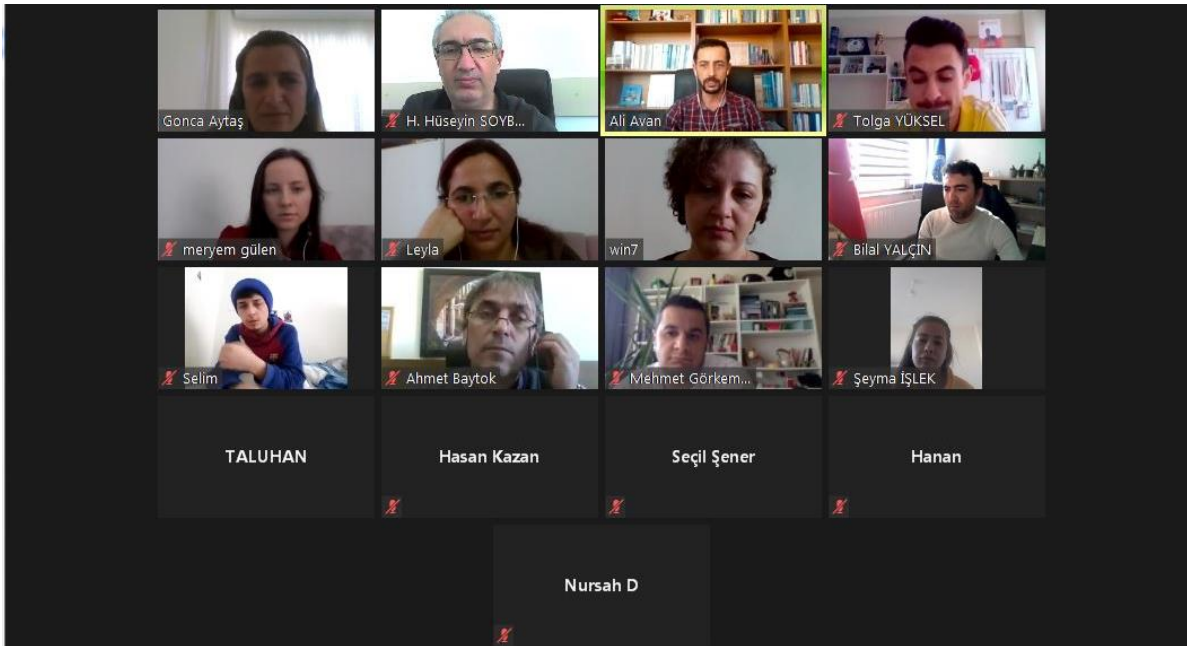 Gonca Aytaş
H. Hüseyin SOYB...
Ali Avan
Tolga YÜKSEL
meryem gülen
Leyla
win7
Bilal YALÇIN
Selim
Ahmet Baytok
Mehmet Görkem...
Şeyma İŞLEK
TALUHAN
Hasan Kazan
Seçil Şener
Hanan
Nursah D